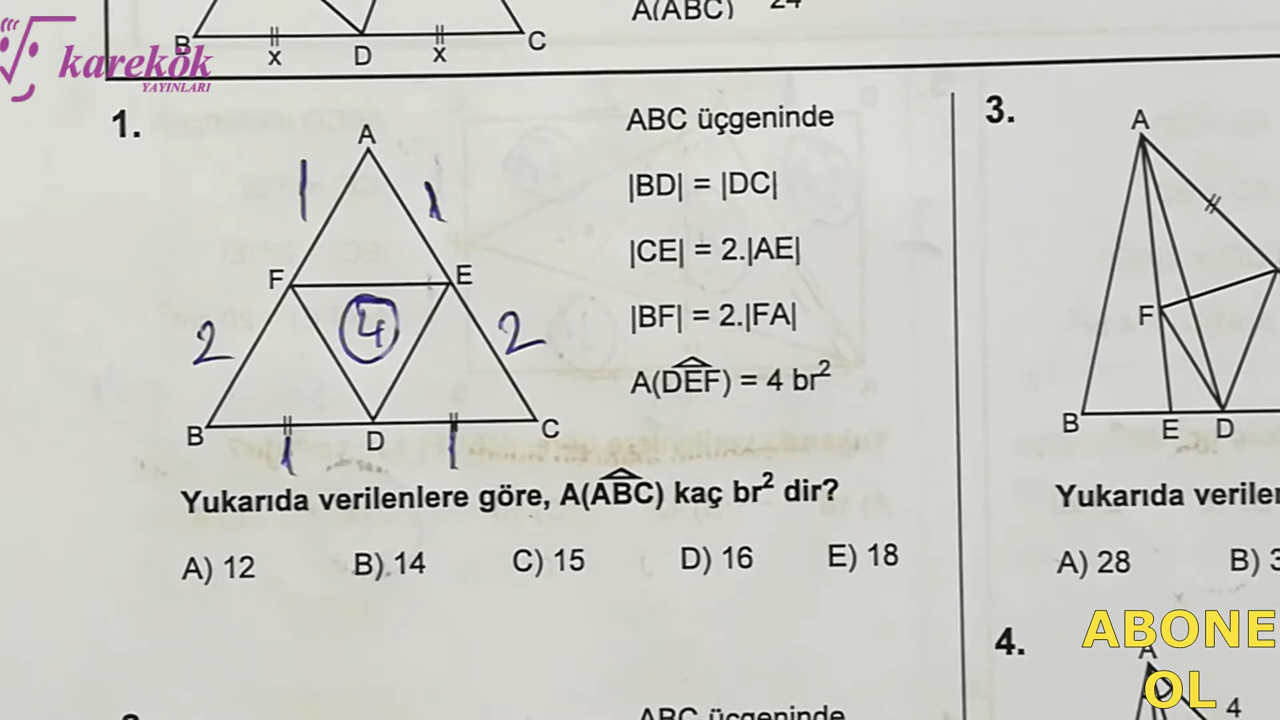 A(ABC) 24
B x D x C
karekök
YAYINLARI
1.
A
1 1
F E
4
2 2
B D C
1 1
ABC üçgeninde
|BD| = |DC|
|CE| = 2.|AE|
|BF| = 2.|FA|
A(DEF) = 4 br²
Yukarıda verilenlere göre, A(ABC) kaç br² dir?
A) 12 B) 14 C) 15 D) 16 E) 18
ABC üçgeninde
3.
A
F
B E D
Yukarıda
A) 28 B) 3
4.
A
4
ABONE
OL